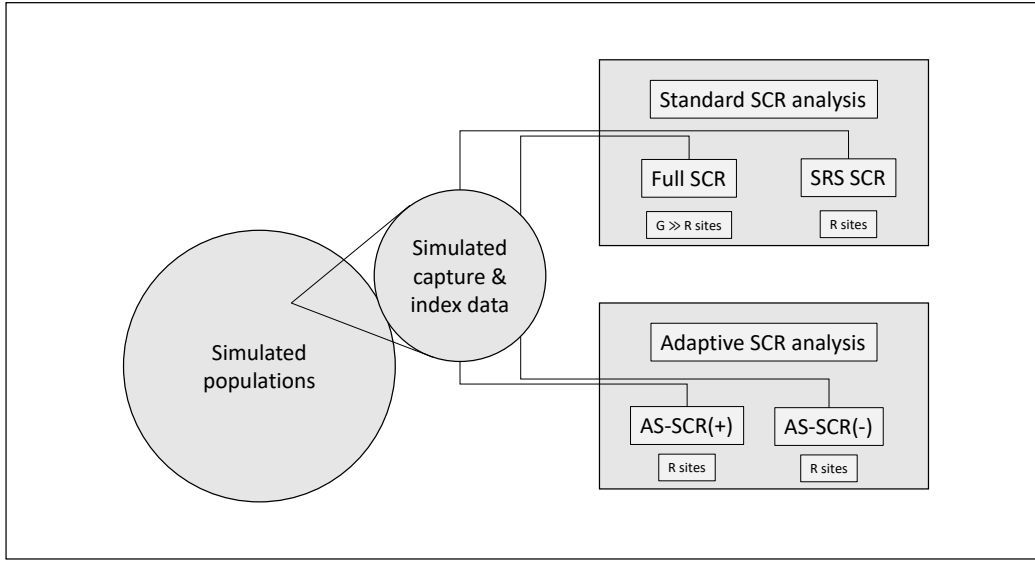 Simulated
populations
Simulated
capture &
index data
Standard SCR analysis
Full SCR
SRS SCR
G ≫ R sites
R sites
Adaptive SCR analysis
AS-SCR(+)
AS-SCR(-)
R sites
R sites